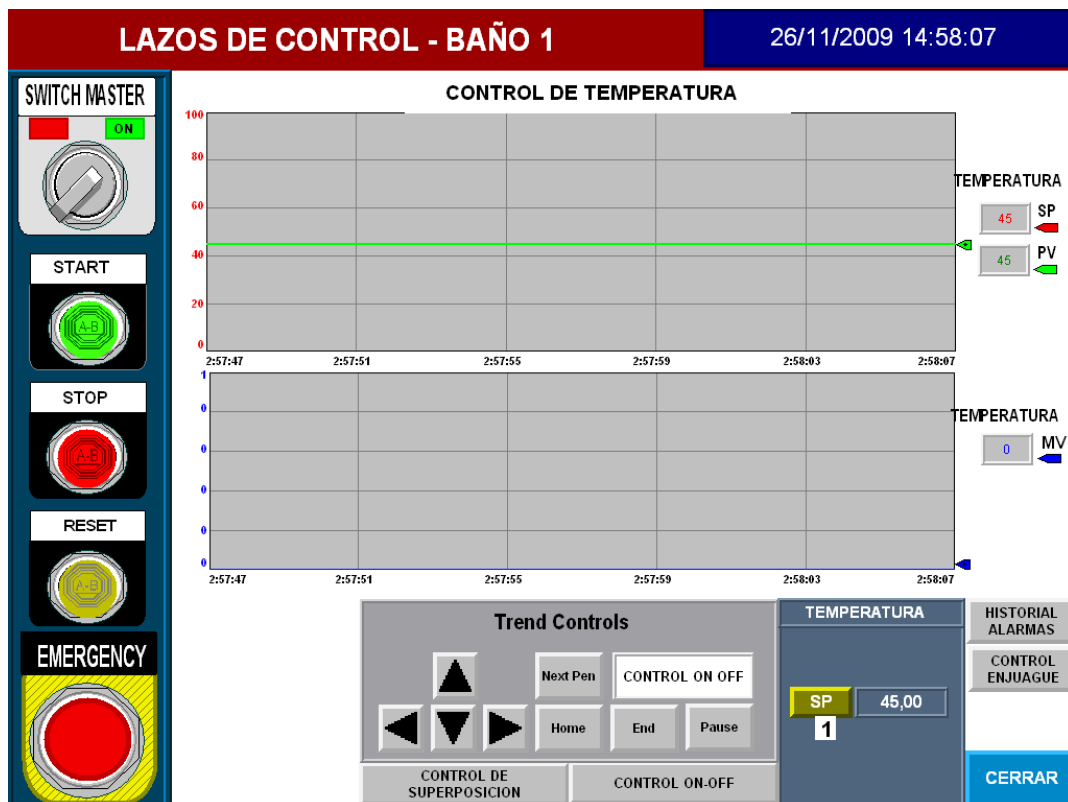 LAZOS DE CONTROL - BAÑO 1
26/11/2009 14:58:07
SWITCH MASTER
ON
START
A-B
STOP
A-B
RESET
A-B
EMERGENCY
CONTROL DE TEMPERATURA
100
80
60
40
20
0
2:57:47 2:57:51 2:57:55 2:57:59 2:58:03 2:58:07
TEMPERATURA
45 SP
45 PV
1
0
0
0
0
0
2:57:47 2:57:51 2:57:55 2:57:59 2:58:03 2:58:07
TEMPERATURA
0 MV
Trend Controls
Next Pen
CONTROL ON OFF
Home
End
Pause
CONTROL DE
SUPERPOSICION
CONTROL ON-OFF
TEMPERATURA
SP 45,00
1
HISTORIAL
ALARMAS
CONTROL
ENJUAGUE
CERRAR